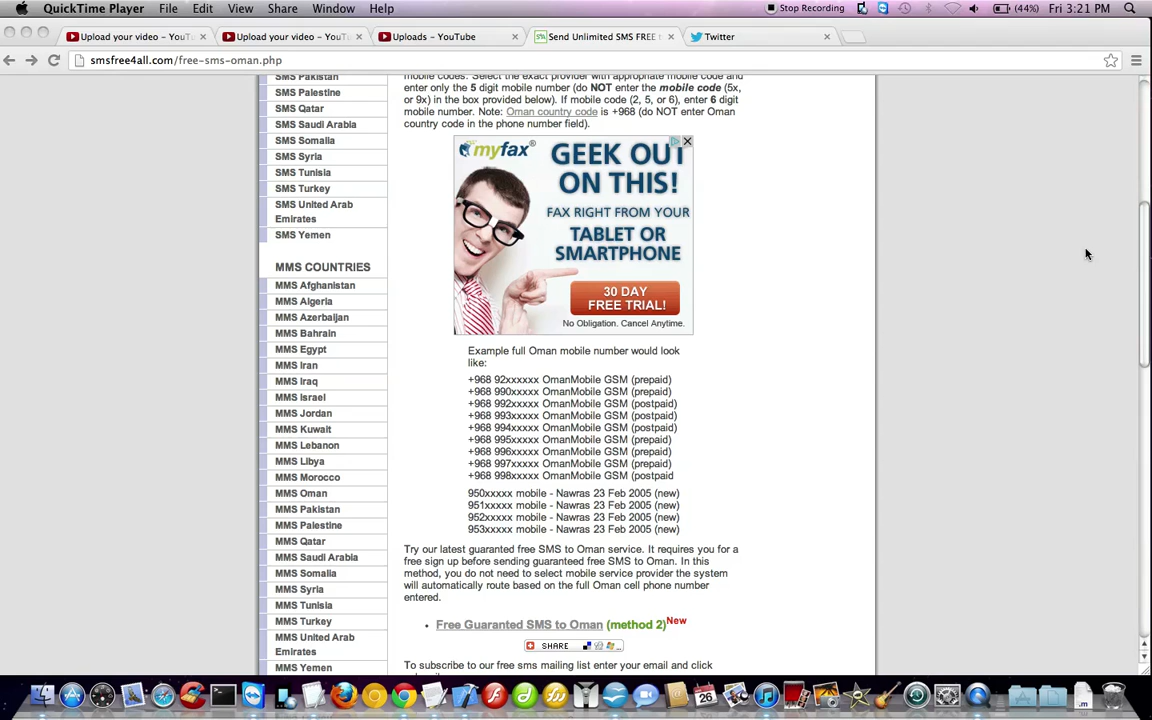 QuickTime Player File Edit View Share Window Help
Stop Recording (44%) Fri 3:21 PM
Upload your video - YouTu
Upload your video - YouTu
Uploads - YouTube
Send Unlimited SMS FREE t
Twitter
smsfree4all.com/free-sms-oman.php
SMS Pakistan
SMS Palestine
SMS Qatar
SMS Saudi Arabia
SMS Somalia
SMS Syria
SMS Tunisia
SMS Turkey
SMS United Arab
Emirates
SMS Yemen
MMS COUNTRIES
MMS Afghanistan
MMS Algeria
MMS Azerbaijan
MMS Bahrain
MMS Egypt
MMS Iran
MMS Iraq
MMS Israel
MMS Jordan
MMS Kuwait
MMS Lebanon
MMS Libya
MMS Morocco
MMS Oman
MMS Pakistan
MMS Palestine
MMS Qatar
MMS Saudi Arabia
MMS Somalia
MMS Syria
MMS Tunisia
MMS Turkey
MMS United Arab
Emirates
MMS Yemen
mobile codes. Select the exact provider with appropriate mobile code and
enter only the 5 digit mobile number (do NOT enter the mobile code (5x,
or 9x) in the box provided below). If mobile code (2, 5, or 6), enter 6 digit
mobile number. Note: Oman country code is +968 (do NOT enter Oman
country code in the phone number field).
myfax®
GEEK OUT
ON THIS!
FAX RIGHT FROM YOUR
TABLET OR
SMARTPHONE
30 DAY
FREE TRIAL!
No Obligation. Cancel Anytime.
Example full Oman mobile number would look
like:
+968 92xxxxxx OmanMobile GSM (prepaid)
+968 990xxxxx OmanMobile GSM (prepaid)
+968 992xxxxx OmanMobile GSM (postpaid)
+968 993xxxxx OmanMobile GSM (postpaid)
+968 994xxxxx OmanMobile GSM (postpaid)
+968 995xxxxx OmanMobile GSM (prepaid)
+968 996xxxxx OmanMobile GSM (prepaid)
+968 997xxxxx OmanMobile GSM (prepaid)
+968 998xxxxx OmanMobile GSM (postpaid
950xxxxx mobile - Nawras 23 Feb 2005 (new)
951xxxxx mobile - Nawras 23 Feb 2005 (new)
952xxxxx mobile - Nawras 23 Feb 2005 (new)
953xxxxx mobile - Nawras 23 Feb 2005 (new)
Try our latest guaranted free SMS to Oman service. It requires you for a
free sign up before sending guaranteed free SMS to Oman. In this
method, you do not need to select mobile service provider the system
will automatically route based on the full Oman cell phone number
entered.
• Free Guaranted SMS to Oman (method 2)New
SHARE
To subscribe to our free sms mailing list enter your email and click
26
.m